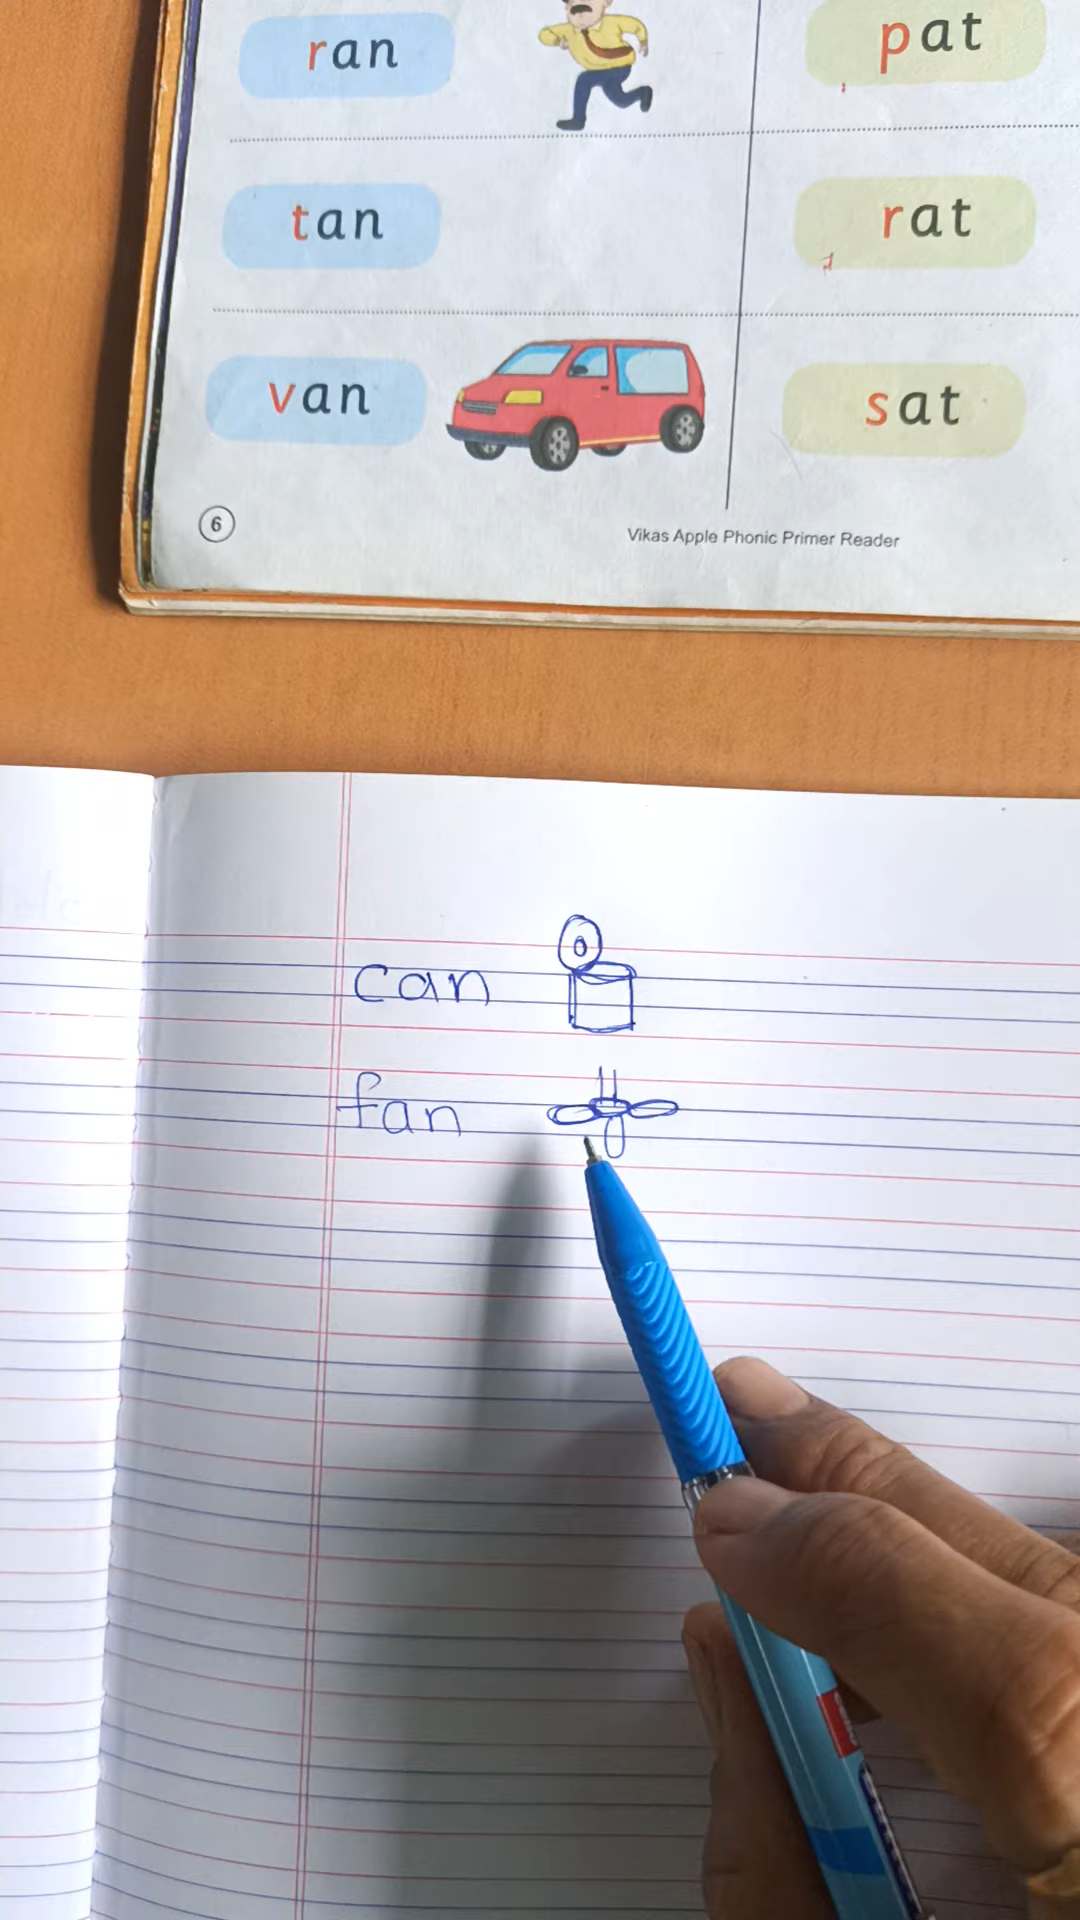 ran
pat
tan
rat
van
sat
6
Vikas Apple Phonic Primer Reader
can
fan